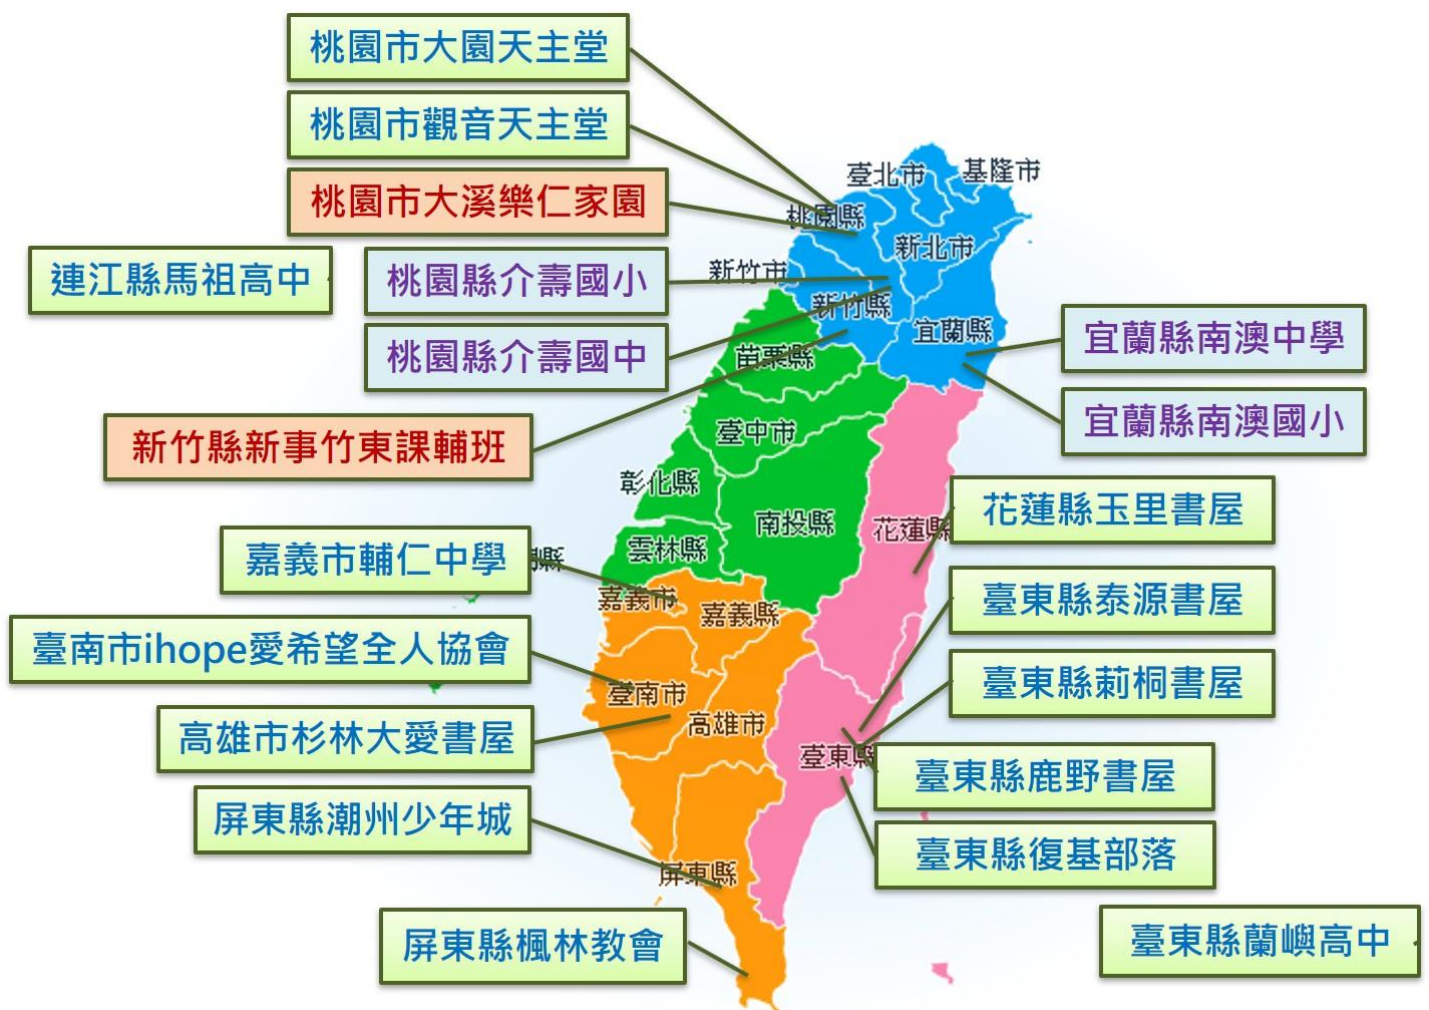 桃園市大園天主堂
桃園市觀音天主堂
桃園市大溪樂仁家園
連江縣馬祖高中
桃園縣介壽國小
桃園縣介壽國中
新竹縣新事竹東課輔班
嘉義市輔仁中學
臺南市ihope愛希望全人協會
高雄市杉林大愛書屋
屏東縣潮州少年城
屏東縣楓林教會
臺北市
基隆市
桃園縣
新北市
新竹市
新竹縣
宜蘭縣
苗栗縣
臺中市
彰化縣
南投縣
花蓮縣
雲林縣
縣
嘉義市
嘉義縣
臺南市
高雄市
臺東縣
屏東縣
宜蘭縣南澳中學
宜蘭縣南澳國小
花蓮縣玉里書屋
臺東縣泰源書屋
臺東縣莿桐書屋
臺東縣鹿野書屋
臺東縣復基部落
臺東縣蘭嶼高中